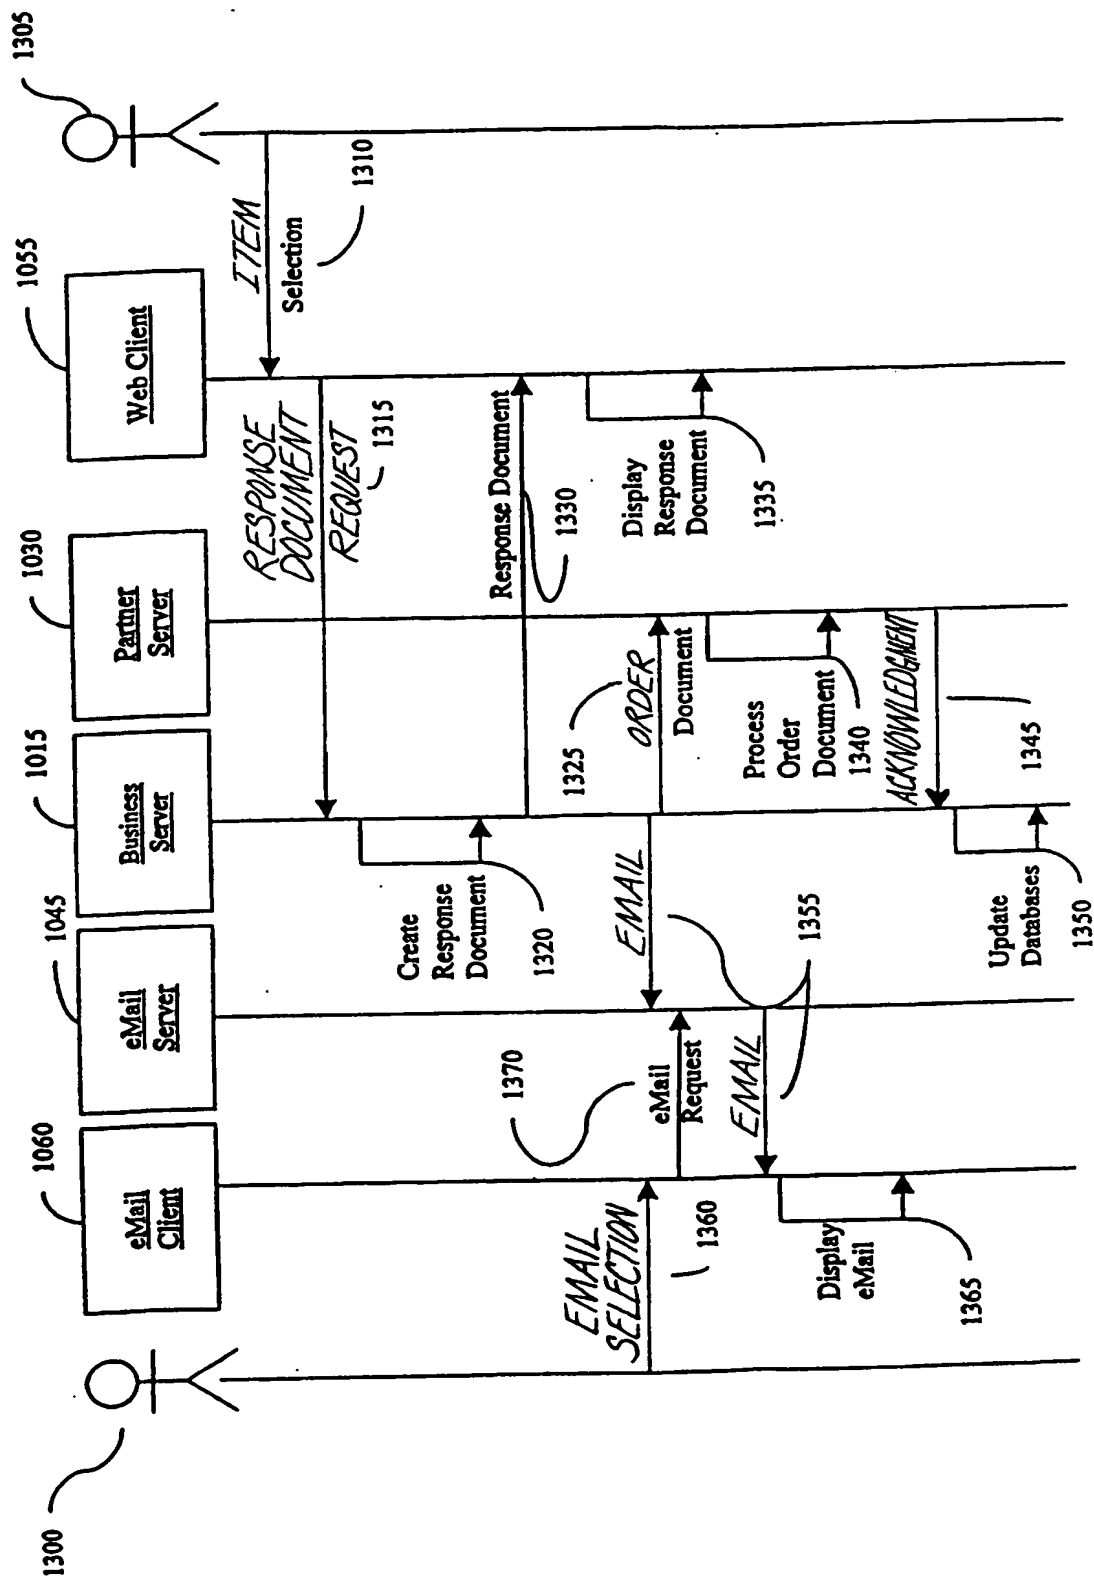 1300
1305
1060
1045
1015
1030
1055
eMail
Client
eMail
Server
Business
Server
Partner
Server
Web Client
ITEM
Selection
1310
RESPONSE
DOCUMENT
REQUEST
1315
Create
Response
Document
1320
Response Document
1330
Display
Response
Document
1335
1325
ORDER
Document
EMAIL
1355
EMAIL
SELECTION
1360
1370
eMail
Request
EMAIL
Process
Order
Document
1340
Display
eMail
1365
ACKNOWLEDGMENT
1345
Update
Databases
1350